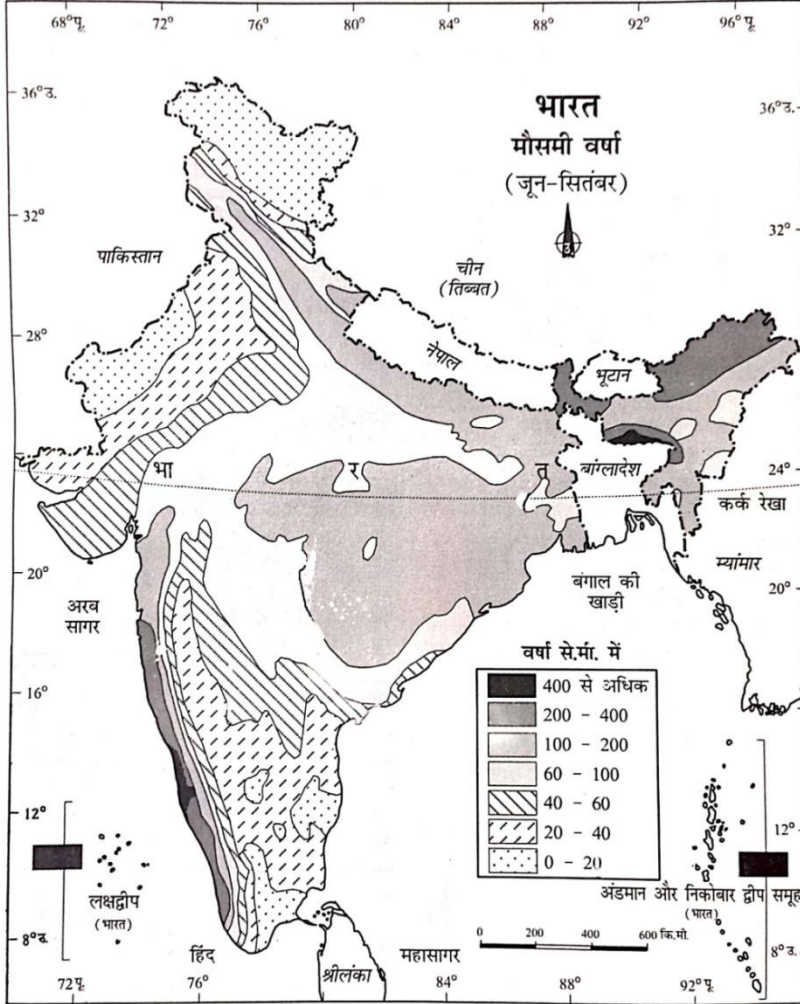 68°पू.
72°
76°
80°
84°
88°
92°
96°पू.
36°उ.
36°उ.
भारत
मौसमी वर्षा
(जून-सितंबर)
32°
32°
पाकिस्तान
चीन
(तिब्बत)
28°
नेपाल
भूटान
भा
र
त
बांग्लादेश
24°
कर्क रेखा
म्यांमार
20°
20°
अरब
सागर
बंगाल की
खाड़ी
16°
वर्षा से.मी. में
400 से अधिक
200 - 400
100 - 200
60 - 100
40 - 60
20 - 40
0 - 20
12°
12°
लक्षद्वीप
(भारत)
अंडमान और निकोबार द्वीप समूह
(भारत)
0 200 400 600 कि.मी.
8°उ.
8°उ.
हिंद
महासागर
श्रीलंका
72°
76°
84°
88°
92°पू.